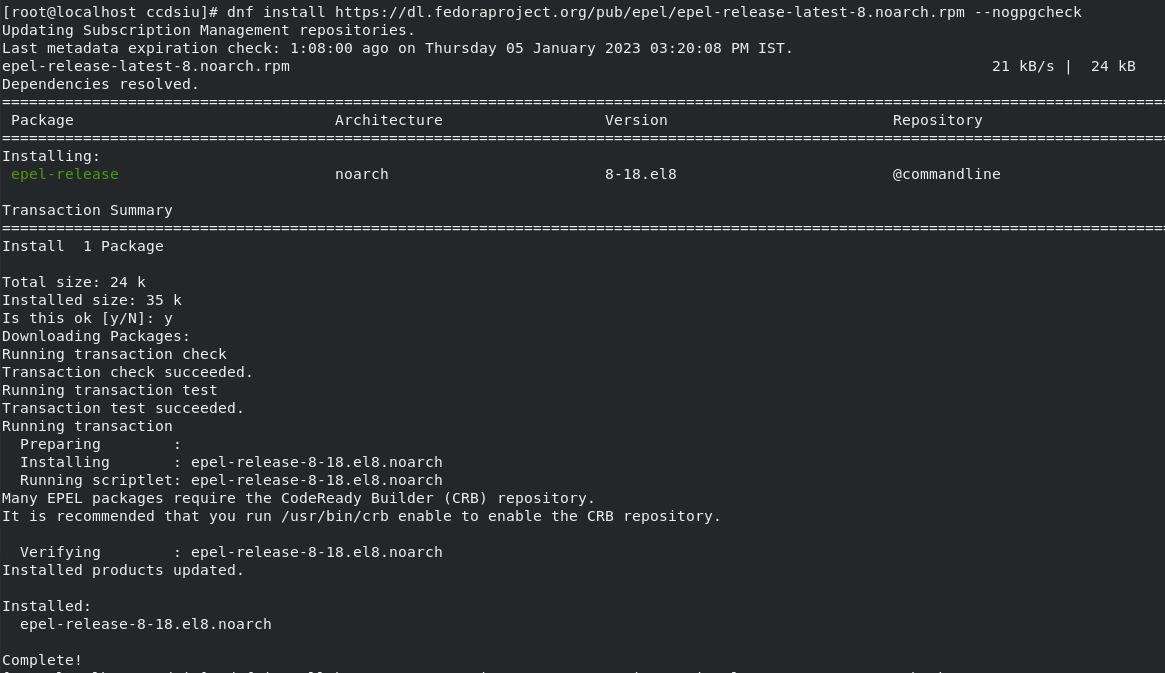 [root@localhost ccdsiu]# dnf install https://dl.fedoraproject.org/pub/epel/epel-release-latest-8.noarch.rpm --nogpgcheck
Updating Subscription Management repositories.
Last metadata expiration check: 1:08:00 ago on Thursday 05 January 2023 03:20:08 PM IST.
epel-release-latest-8.noarch.rpm 21 kB/s | 24 kB
Dependencies resolved.
Package Architecture Version Repository
Installing:
epel-release noarch 8-18.el8 @commandline
Transaction Summary
Install 1 Package
Total size: 24 k
Installed size: 35 k
Is this ok [y/N]: y
Downloading Packages:
Running transaction check
Transaction check succeeded.
Running transaction test
Transaction test succeeded.
Running transaction
Preparing :
Installing : epel-release-8-18.el8.noarch
Running scriptlet: epel-release-8-18.el8.noarch
Many EPEL packages require the CodeReady Builder (CRB) repository.
It is recommended that you run /usr/bin/crb enable to enable the CRB repository.
Verifying : epel-release-8-18.el8.noarch
Installed products updated.
Installed:
epel-release-8-18.el8.noarch
Complete!